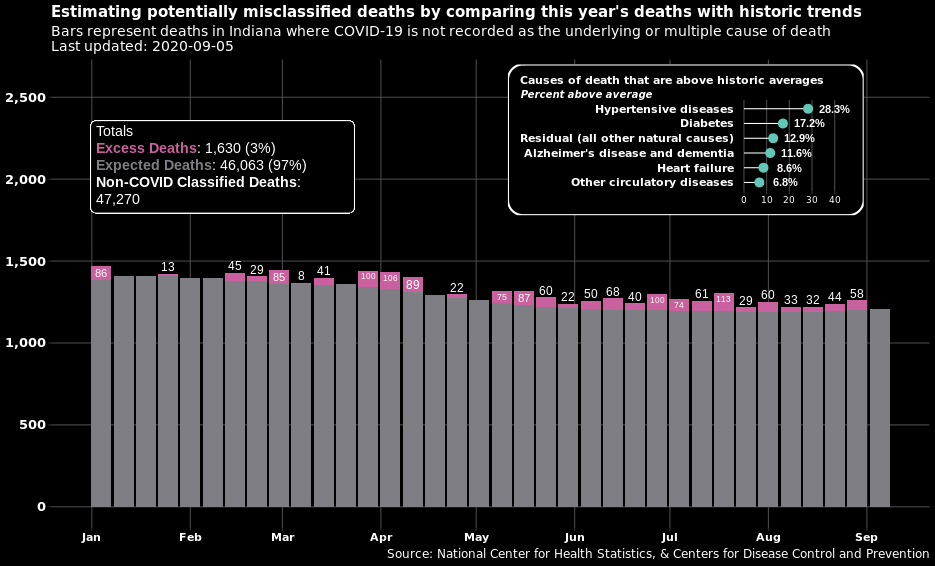 Estimating potentially misclassified deaths by comparing this year's deaths with historic trends
Bars represent deaths in Indiana where COVID-19 is not recorded as the underlying or multiple cause of death
Last updated: 2020-09-05
2,500
2,000
1,500
1,000
500
0
Totals
Excess Deaths: 1,630 (3%)
Expected Deaths: 46,063 (97%)
Non-COVID Classified Deaths:
47,270
Causes of death that are above historic averages
Percent above average
Hypertensive diseases 28.3%
Diabetes 17.2%
Residual (all other natural causes) 12.9%
Alzheimer's disease and dementia 11.6%
Heart failure 8.6%
Other circulatory diseases 6.8%
0 10 20 30 40
86 13 45 29 85 8 41 100 106 89 22 75 87 60 22 50 68 40 100 74 61 113 29 60 33 32 44 58
Jan Feb Mar Apr May Jun Jul Aug Sep
Source: National Center for Health Statistics, & Centers for Disease Control and Prevention